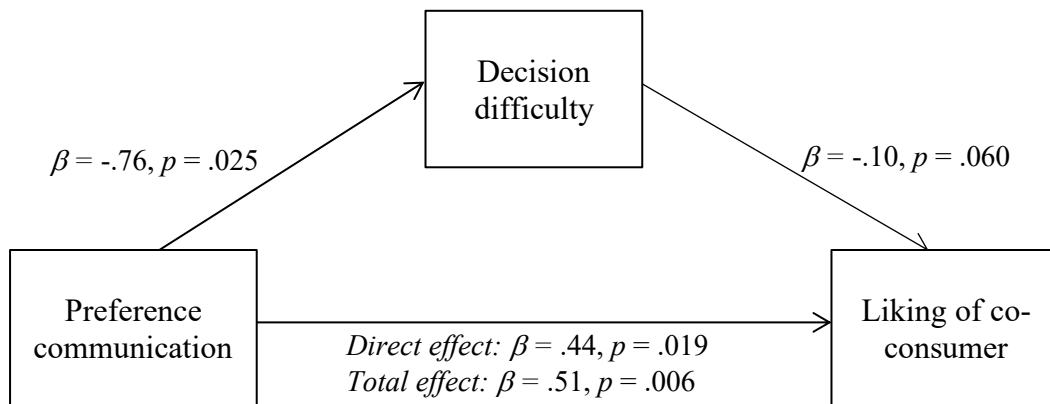 Decision
difficulty
β = -.76, p = .025
β = -.10, p = .060
Preference
communication
Direct effect: β = .44, p = .019
Total effect: β = .51, p = .006
Liking of co-
consumer